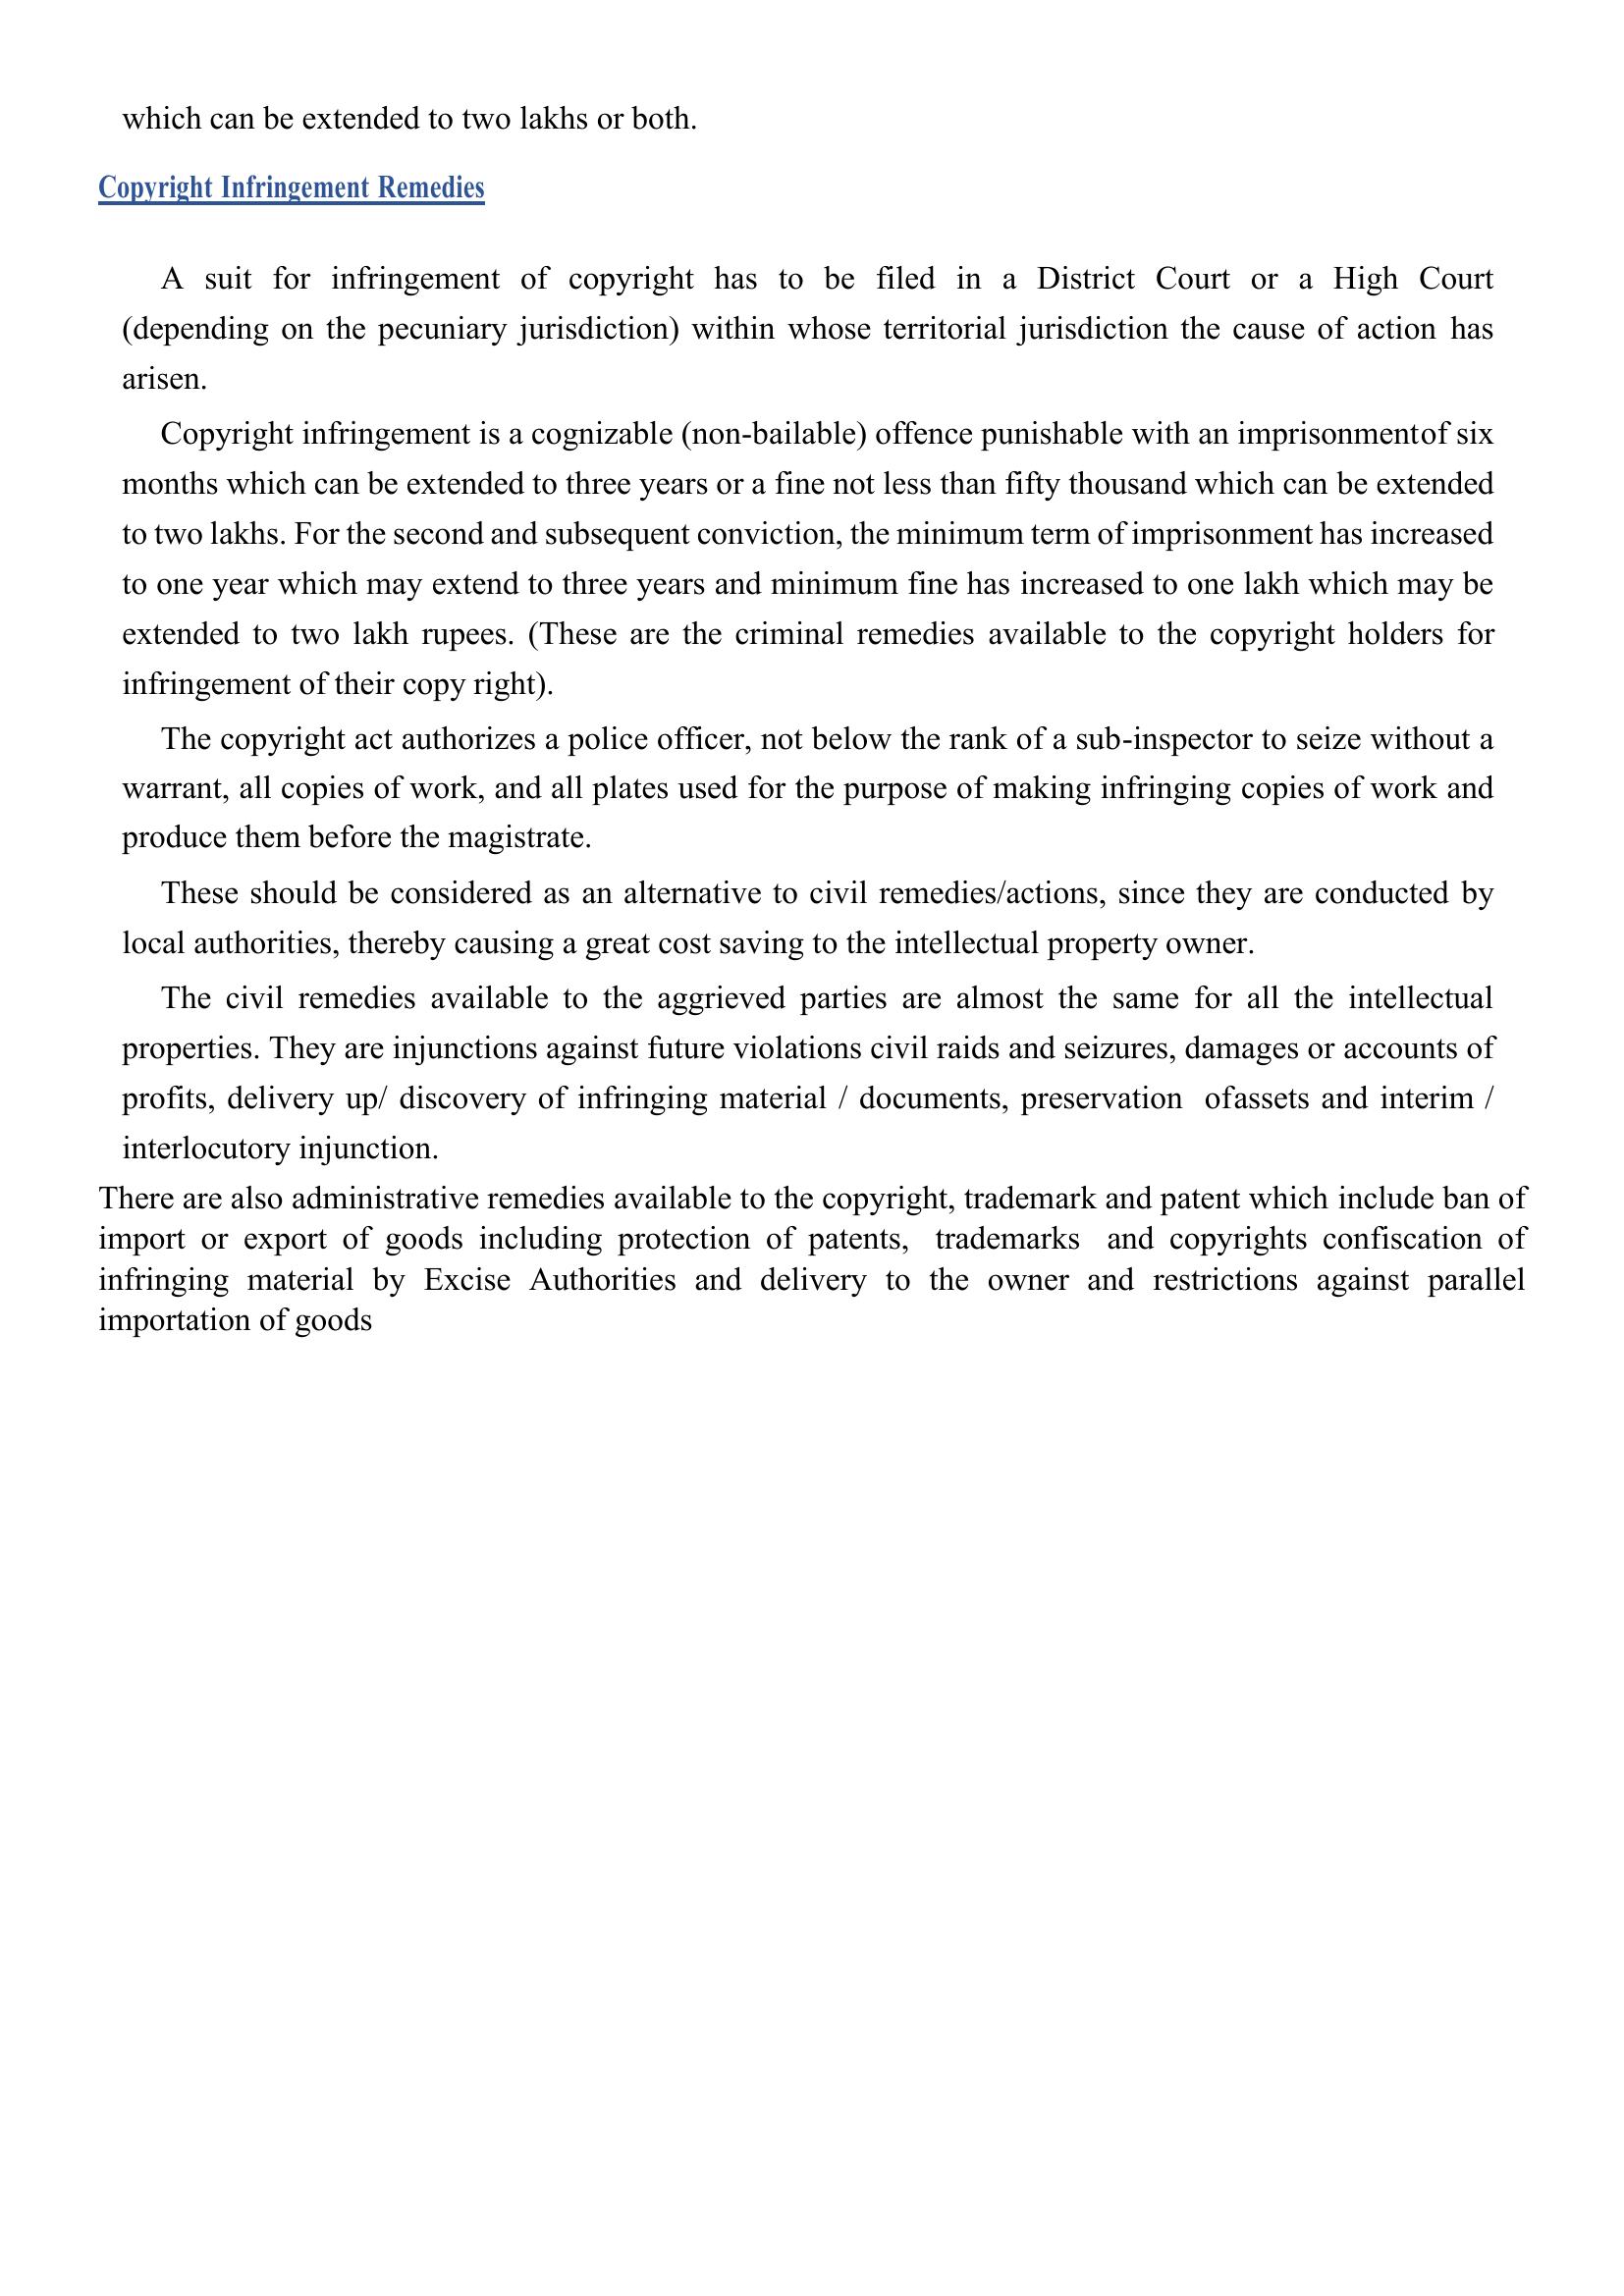 which can be extended to two lakhs or both.
Copyright Infringement Remedies
A suit for infringement of copyright has to be filed in a District Court or a High Court
(depending on the pecuniary jurisdiction) within whose territorial jurisdiction the cause of action has
arisen.
Copyright infringement is a cognizable (non-bailable) offence punishable with an imprisonmentof six
months which can be extended to three years or a fine not less than fifty thousand which can be extended
to two lakhs. For the second and subsequent conviction, the minimum term of imprisonment has increased
to one year which may extend to three years and minimum fine has increased to one lakh which may be
extended to two lakh rupees. (These are the criminal remedies available to the copyright holders for
infringement of their copy right).
The copyright act authorizes a police officer, not below the rank of a sub-inspector to seize without a
warrant, all copies of work, and all plates used for the purpose of making infringing copies of work and
produce them before the magistrate.
These should be considered as an alternative to civil remedies/actions, since they are conducted by
local authorities, thereby causing a great cost saving to the intellectual property owner.
The civil remedies available to the aggrieved parties are almost the same for all the intellectual
properties. They are injunctions against future violations civil raids and seizures, damages or accounts of
profits, delivery up/ discovery of infringing material / documents, preservation ofassets and interim /
interlocutory injunction.
There are also administrative remedies available to the copyright, trademark and patent which include ban of
import or export of goods including protection of patents, trademarks and copyrights confiscation of
infringing material by Excise Authorities and delivery to the owner and restrictions against parallel
importation of goods